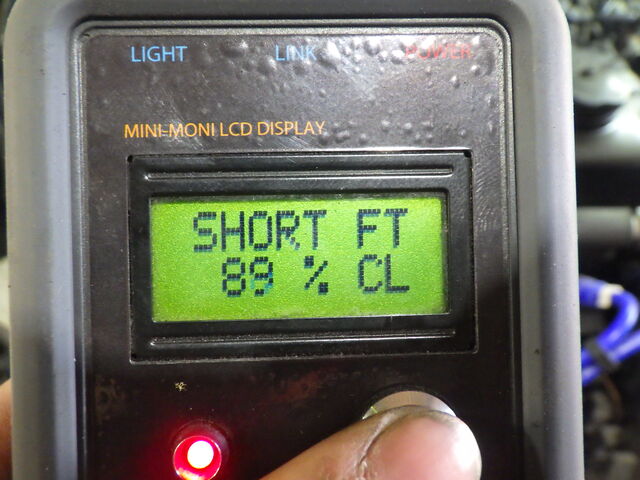 LIGHT LINK POWER
MINI-MONI LCD DISPLAY
SHORT FT
89 % CL